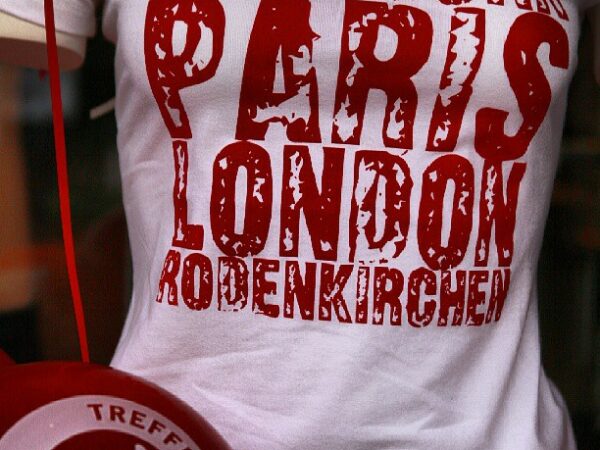 PARIS
LONDON
RODENKIRCHEN
TREFF